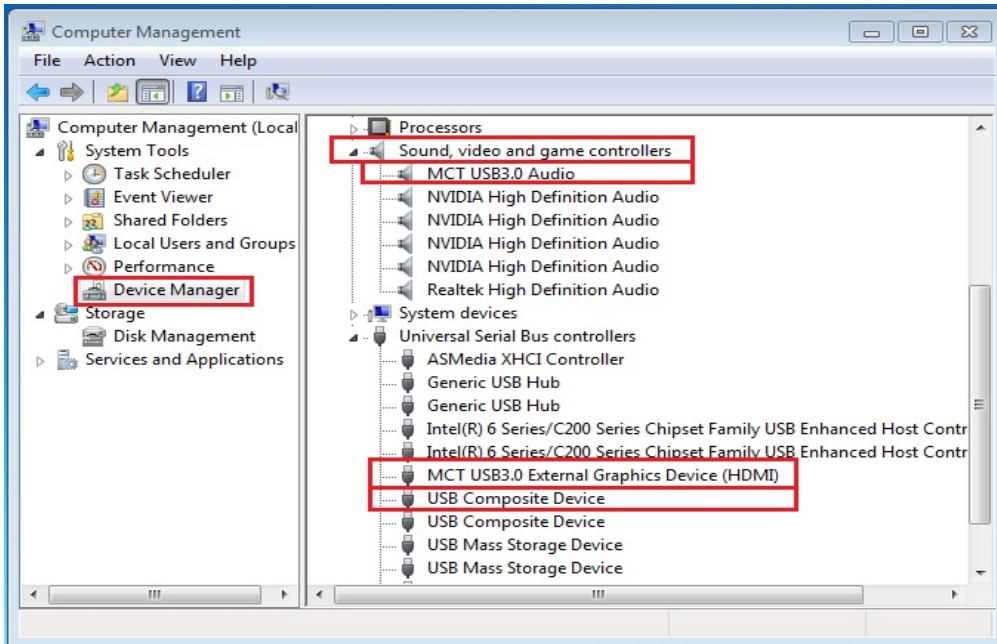 Computer Management
File Action View Help
Computer Management (Local
System Tools
Task Scheduler
Event Viewer
Shared Folders
Local Users and Groups
Performance
Device Manager
Storage
Disk Management
Services and Applications
Processors
Sound, video and game controllers
MCT USB3.0 Audio
NVIDIA High Definition Audio
NVIDIA High Definition Audio
NVIDIA High Definition Audio
NVIDIA High Definition Audio
Realtek High Definition Audio
System devices
Universal Serial Bus controllers
ASMedia XHCI Controller
Generic USB Hub
Generic USB Hub
Intel(R) 6 Series/C200 Series Chipset Family USB Enhanced Host Contr
Intel(R) 6 Series/C200 Series Chipset Family USB Enhanced Host Contr
MCT USB3.0 External Graphics Device (HDMI)
USB Composite Device
USB Composite Device
USB Mass Storage Device
USB Mass Storage Device